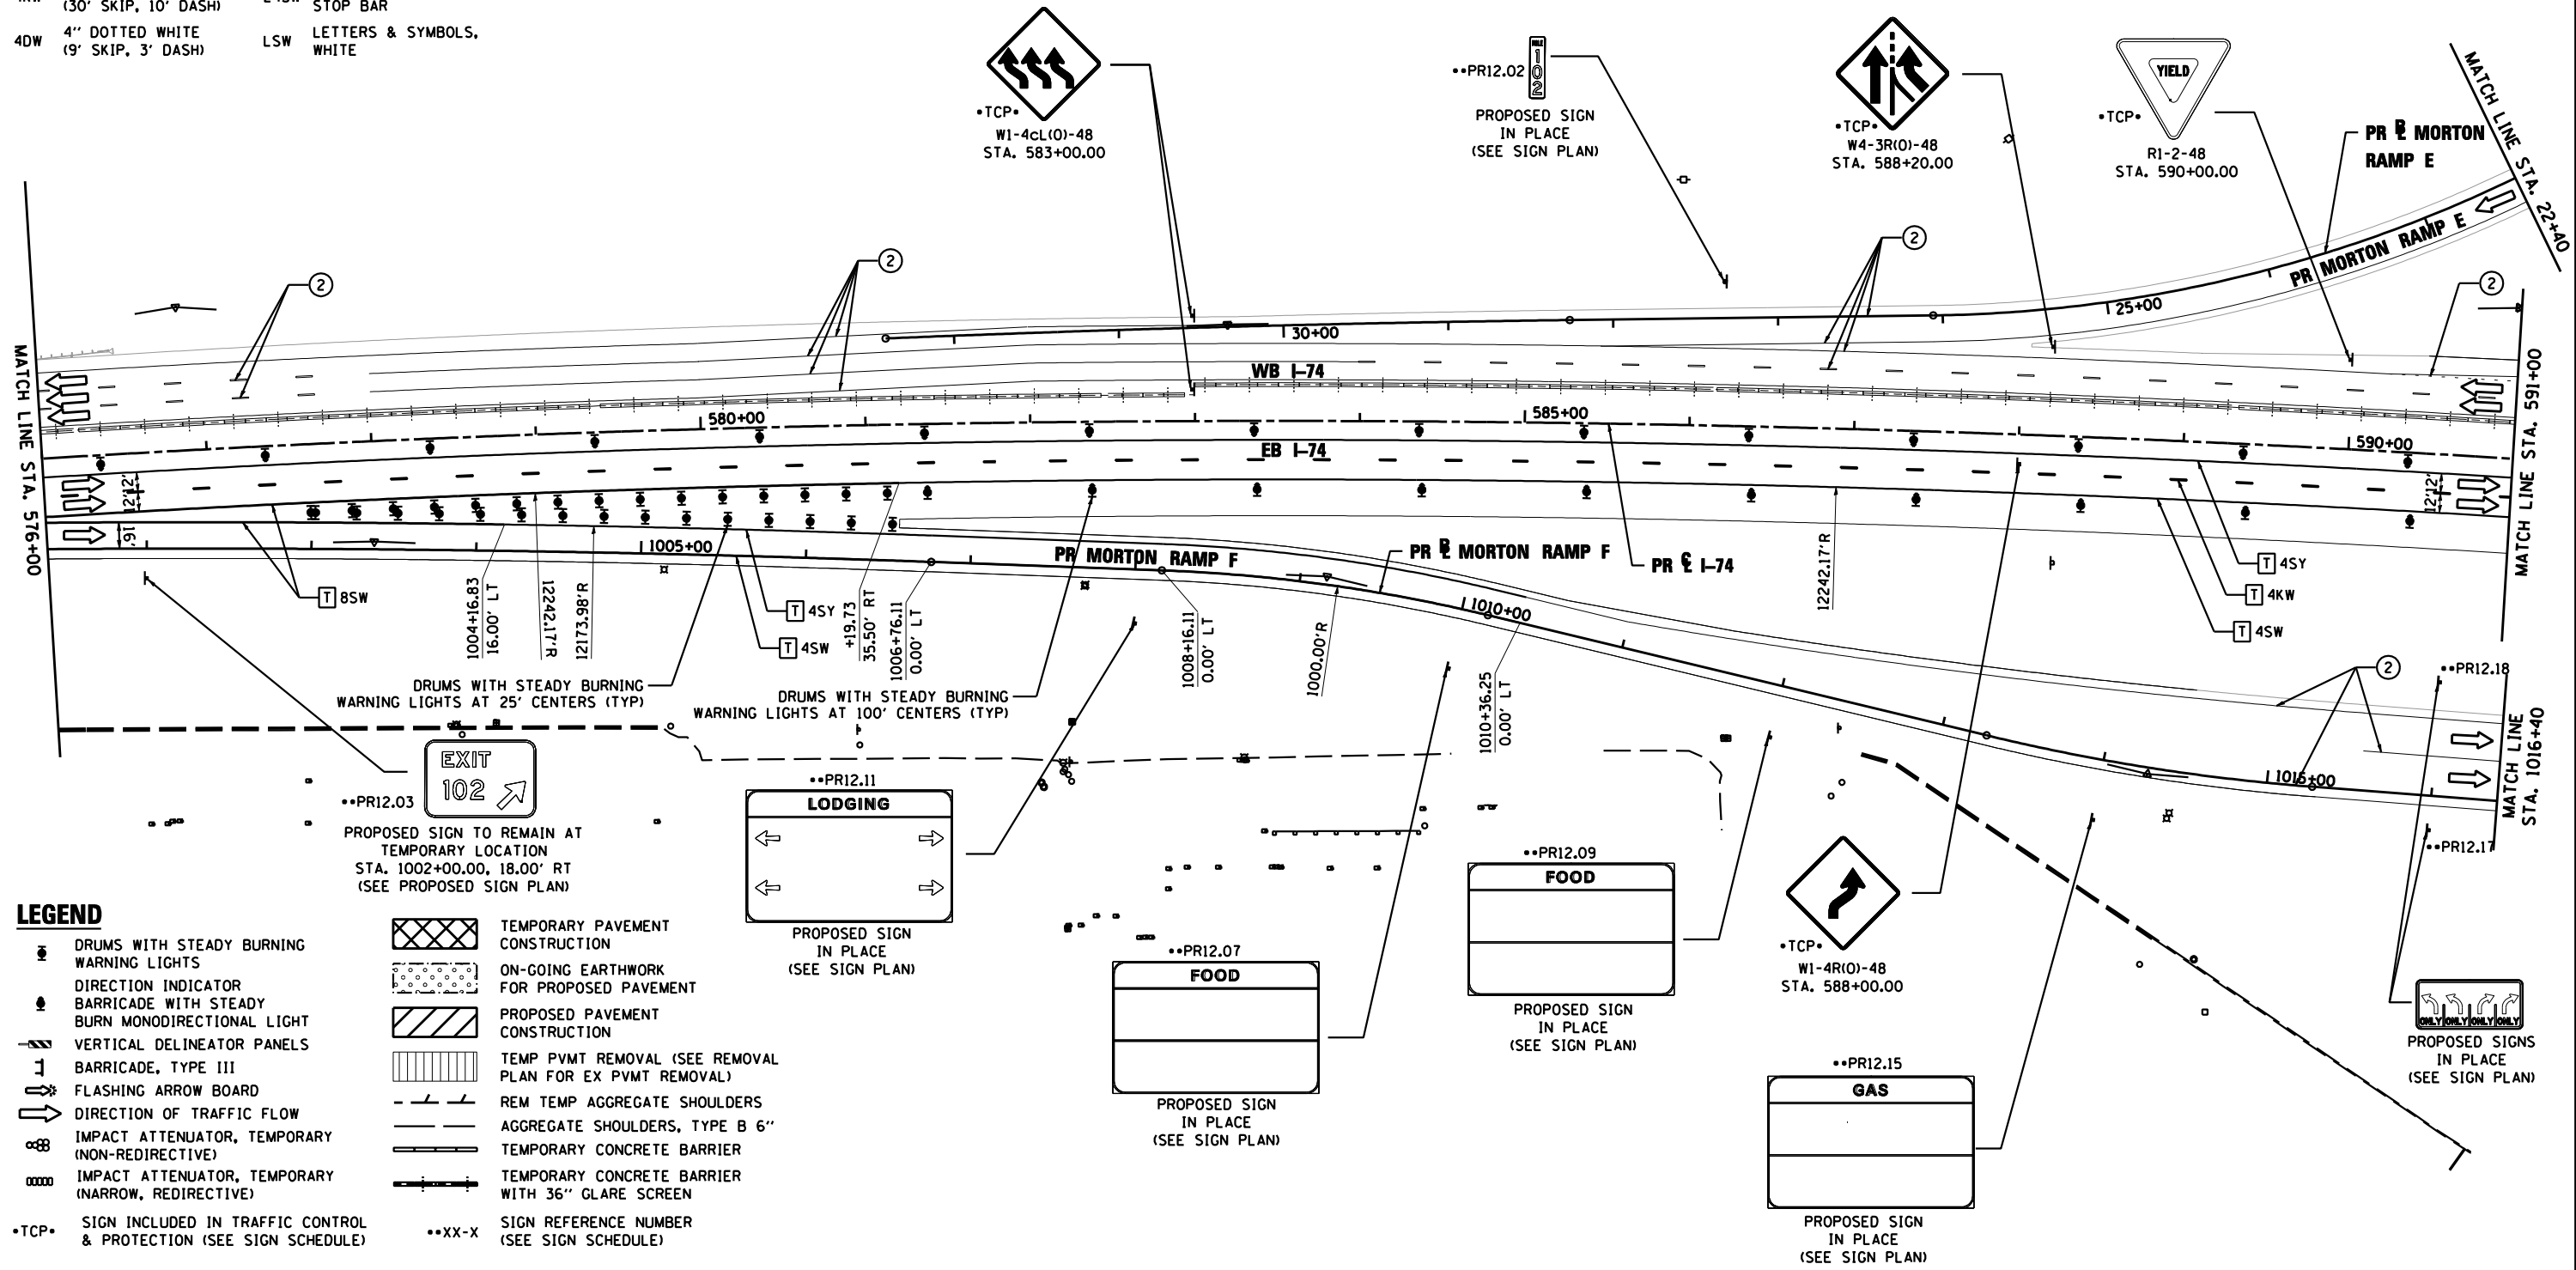 (30' SKIP, 10' DASH)
STOP BAR
4DW
4" DOTTED WHITE
(9' SKIP, 3' DASH)
LSW
LETTERS & SYMBOLS,
WHITE
•TCP•
W1-4cL(O)-48
STA. 583+00.00
••PR12.02
MILE
102
PROPOSED SIGN
IN PLACE
(SEE SIGN PLAN)
•TCP•
W4-3R(O)-48
STA. 588+20.00
YIELD
•TCP•
R1-2-48
STA. 590+00.00
PR ⅊ MORTON
RAMP E
MATCH LINE STA. 22+40
PR MORTON RAMP E
2
2
2
2
25+00
30+00
WB I-74
MATCH LINE STA. 576+00
MATCH LINE STA. 591+00
580+00
585+00
590+00
EB I-74
12'
12'
16'
12'
12'
1005+00
PR MORTON RAMP F
PR ⅊ MORTON RAMP F
PR ℄ I-74
1010+00
1015+00
T 8SW
T 4SY
T 4SW
T 4SY
T 4KW
T 4SW
1004+16.83
16.00' LT
12242.17'R
12173.98'R
+19.73
35.50' RT
1006+76.11
0.00' LT
1008+16.11
0.00' LT
1000.00'R
1010+36.25
0.00' LT
12242.17'R
DRUMS WITH STEADY BURNING
WARNING LIGHTS AT 25' CENTERS (TYP)
DRUMS WITH STEADY BURNING
WARNING LIGHTS AT 100' CENTERS (TYP)
2
••PR12.18
MATCH LINE
STA. 1016+40
••PR12.17
EXIT
102
••PR12.03
PROPOSED SIGN TO REMAIN AT
TEMPORARY LOCATION
STA. 1002+00.00, 18.00' RT
(SEE PROPOSED SIGN PLAN)
••PR12.11
LODGING
PROPOSED SIGN
IN PLACE
(SEE SIGN PLAN)
••PR12.07
FOOD
PROPOSED SIGN
IN PLACE
(SEE SIGN PLAN)
••PR12.09
FOOD
PROPOSED SIGN
IN PLACE
(SEE SIGN PLAN)
•TCP•
W1-4R(O)-48
STA. 588+00.00
••PR12.15
GAS
PROPOSED SIGN
IN PLACE
(SEE SIGN PLAN)
ONLY ONLY ONLY ONLY
PROPOSED SIGNS
IN PLACE
(SEE SIGN PLAN)
LEGEND
DRUMS WITH STEADY BURNING
WARNING LIGHTS
DIRECTION INDICATOR
BARRICADE WITH STEADY
BURN MONODIRECTIONAL LIGHT
VERTICAL DELINEATOR PANELS
BARRICADE, TYPE III
FLASHING ARROW BOARD
DIRECTION OF TRAFFIC FLOW
IMPACT ATTENUATOR, TEMPORARY
(NON-REDIRECTIVE)
IMPACT ATTENUATOR, TEMPORARY
(NARROW, REDIRECTIVE)
•TCP•
SIGN INCLUDED IN TRAFFIC CONTROL
& PROTECTION (SEE SIGN SCHEDULE)
TEMPORARY PAVEMENT
CONSTRUCTION
ON-GOING EARTHWORK
FOR PROPOSED PAVEMENT
PROPOSED PAVEMENT
CONSTRUCTION
TEMP PVMT REMOVAL (SEE REMOVAL
PLAN FOR EX PVMT REMOVAL)
REM TEMP AGGREGATE SHOULDERS
AGGREGATE SHOULDERS, TYPE B 6"
TEMPORARY CONCRETE BARRIER
TEMPORARY CONCRETE BARRIER
WITH 36" GLARE SCREEN
••XX-X
SIGN REFERENCE NUMBER
(SEE SIGN SCHEDULE)